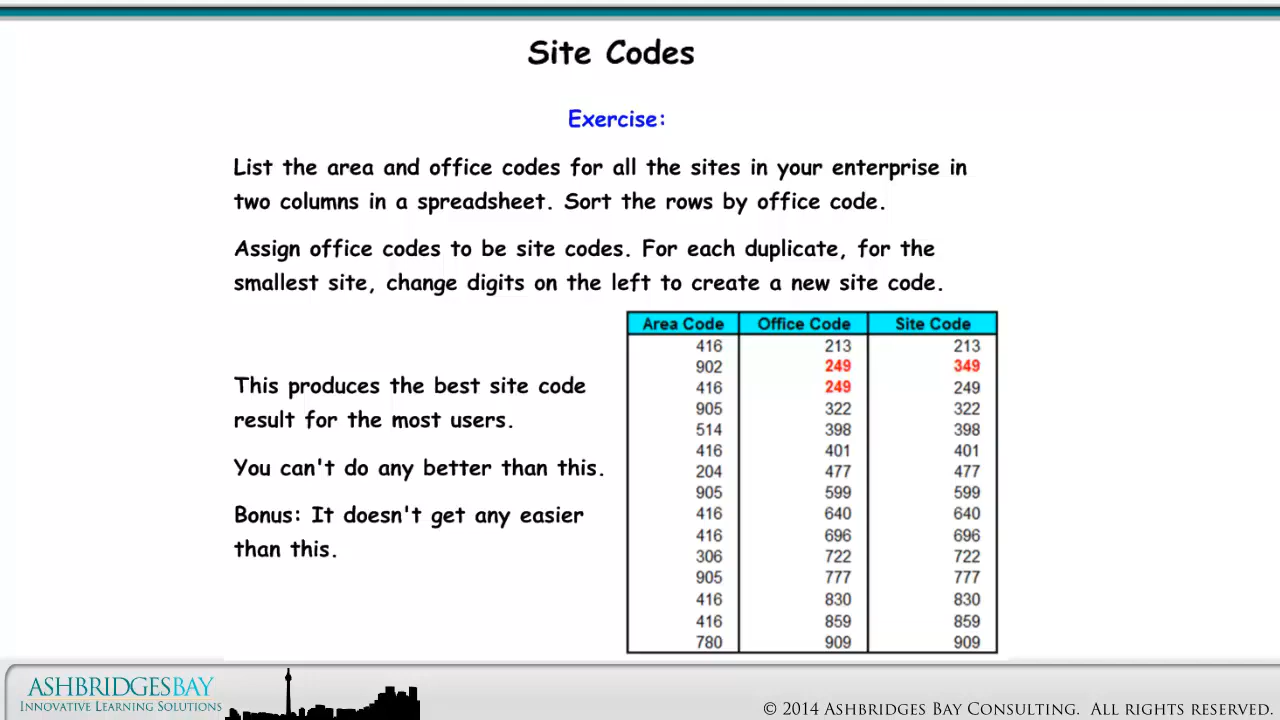 Site Codes
Exercise:
List the area and office codes for all the sites in your enterprise in
two columns in a spreadsheet. Sort the rows by office code.
Assign office codes to be site codes. For each duplicate, for the
smallest site, change digits on the left to create a new site code.
This produces the best site code
result for the most users.
You can't do any better than this.
Bonus: It doesn't get any easier
than this.
Area Code Office Code Site Code
416 213 213
902 249 349
416 249 249
905 322 322
514 398 398
416 401 401
204 477 477
905 599 599
416 640 640
416 696 696
306 722 722
905 777 777
416 830 830
416 859 859
780 909 909
ASHBRIDGESBAY
INNOVATIVE LEARNING SOLUTIONS
© 2014 ASHBRIDGES BAY CONSULTING. ALL RIGHTS RESERVED.